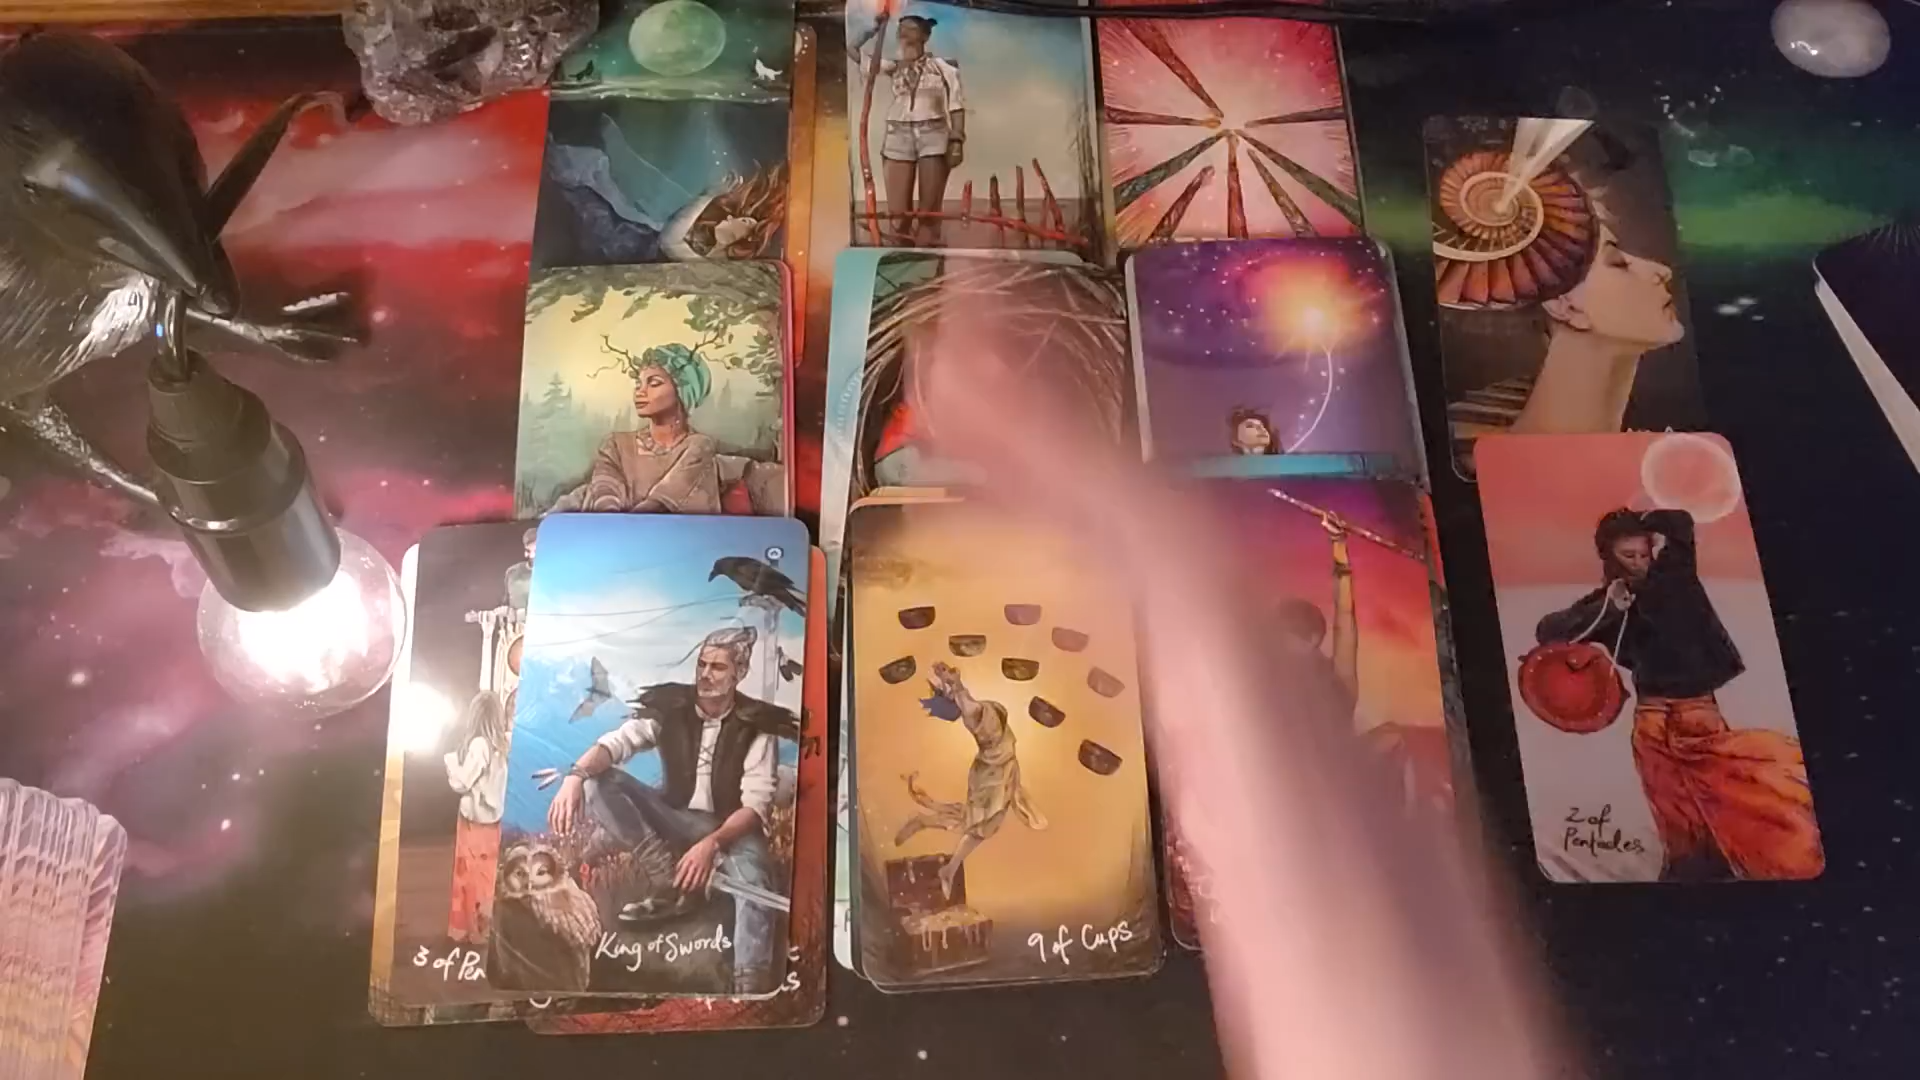 3 of Pen
King of Swords
9 of Cups
2 of
Pentacles